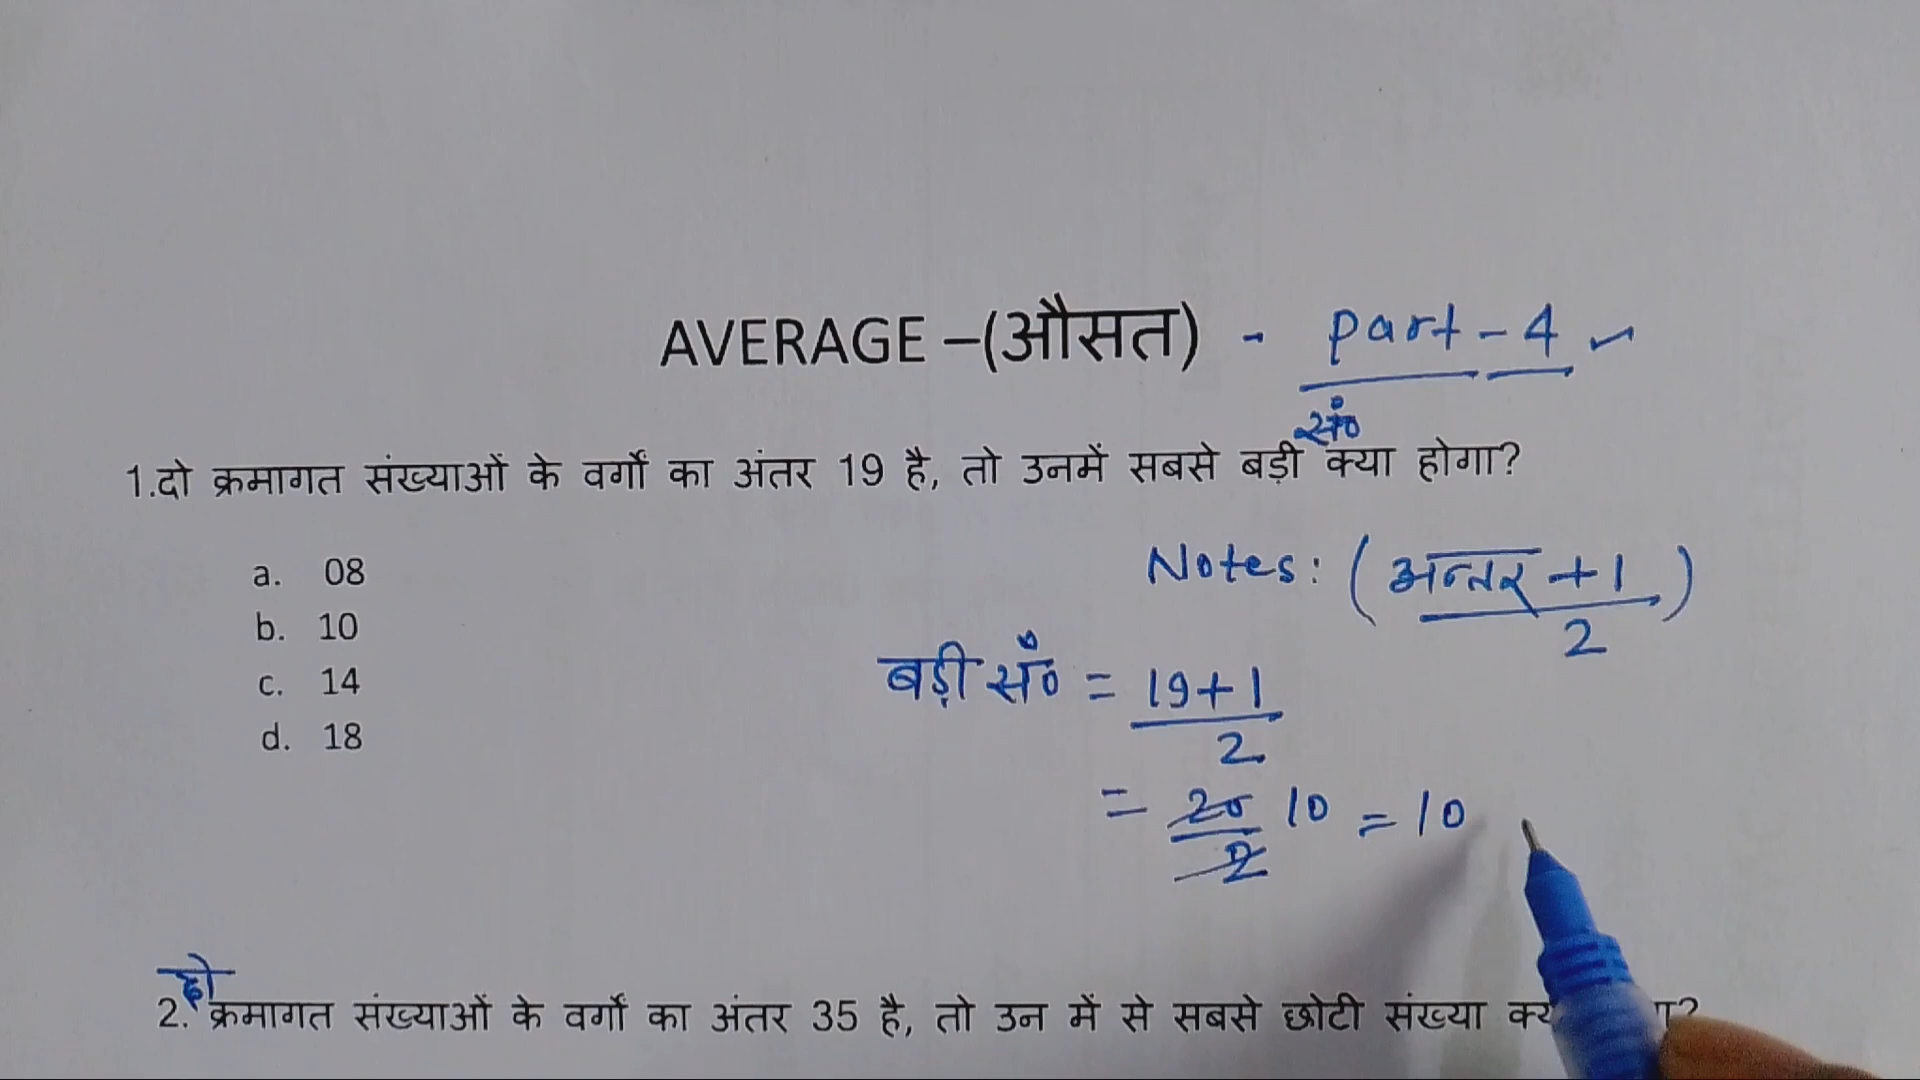 AVERAGE –(औसत) - Part - 4 ✓
सं०
1.दो क्रमागत संख्याओं के वर्गों का अंतर 19 है, तो उनमें सबसे बड़ी क्या होगा?
a. 08
b. 10
c. 14
d. 18
Notes: (अन्तर + 1 / 2)
बड़ी सं० = 19+1 / 2
= 20 / 2 10 = 10
दो
2. क्रमागत संख्याओं के वर्गों का अंतर 35 है, तो उन में से सबसे छोटी संख्या